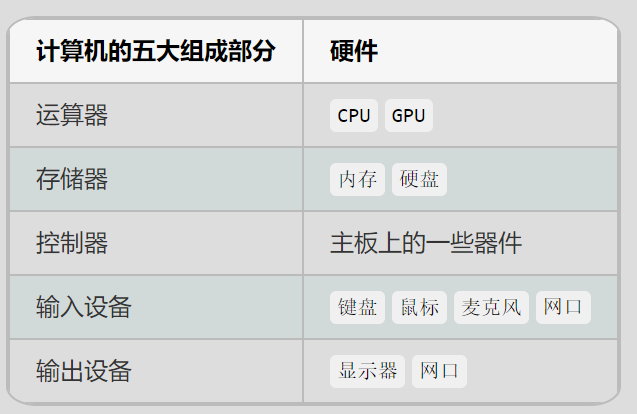 计算机的五大组成部分 硬件
运算器 CPU GPU
存储器 内存 硬盘
控制器 主板上的一些器件
输入设备 键盘 鼠标 麦克风 网口
输出设备 显示器 网口